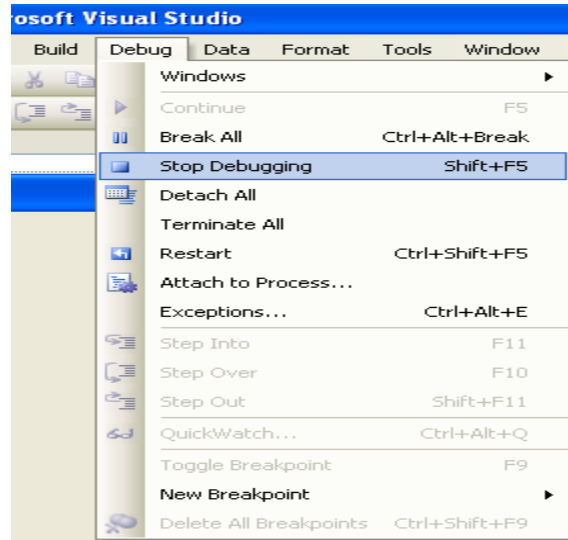 osoft Visual Studio
Build Debug Data Format Tools Window
Windows
Continue F5
Break All Ctrl+Alt+Break
Stop Debugging Shift+F5
Detach All
Terminate All
Restart Ctrl+Shift+F5
Attach to Process...
Exceptions... Ctrl+Alt+E
Step Into F11
Step Over F10
Step Out Shift+F11
QuickWatch... Ctrl+Alt+Q
Toggle Breakpoint F9
New Breakpoint
Delete All Breakpoints Ctrl+Shift+F9